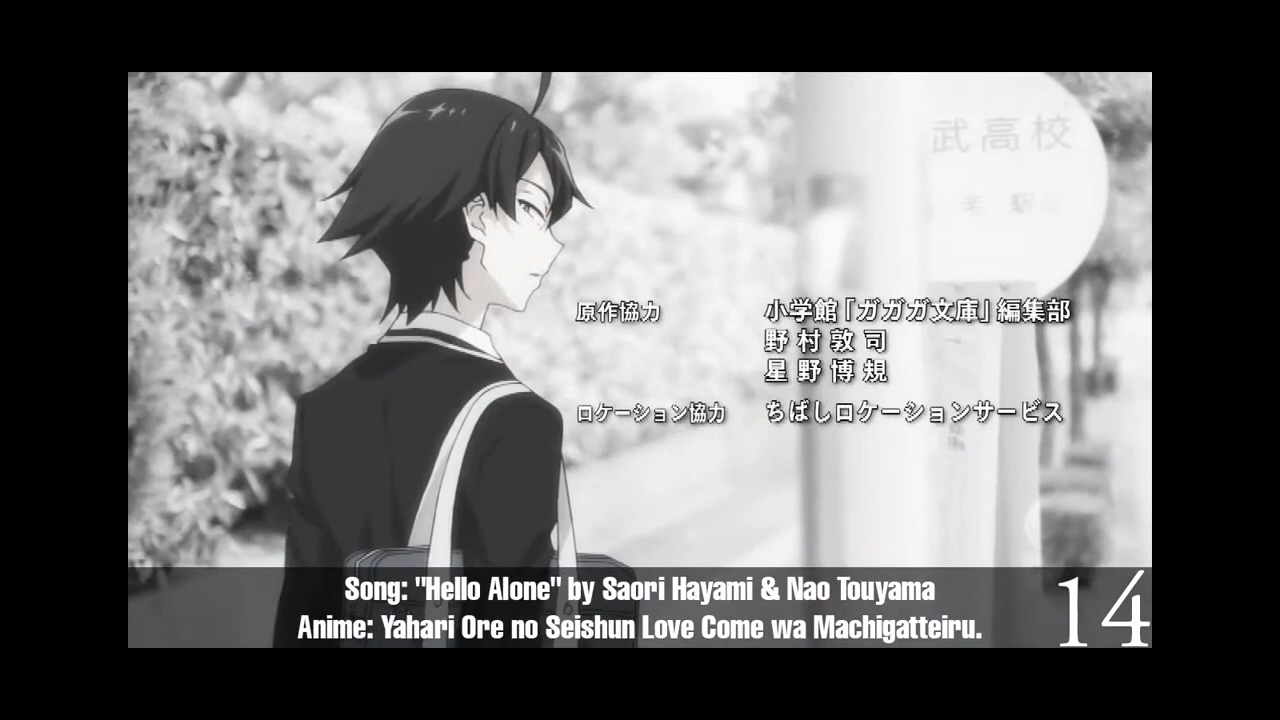 武高校
原作協力
小学館「ガガガ文庫」編集部
野村敦司
星野博規
ロケーション協力
ちばしロケーションサービス
Song: "Hello Alone" by Saori Hayami & Nao Touyama
Anime: Yahari Ore no Seishun Love Come wa Machigatteiru.
14